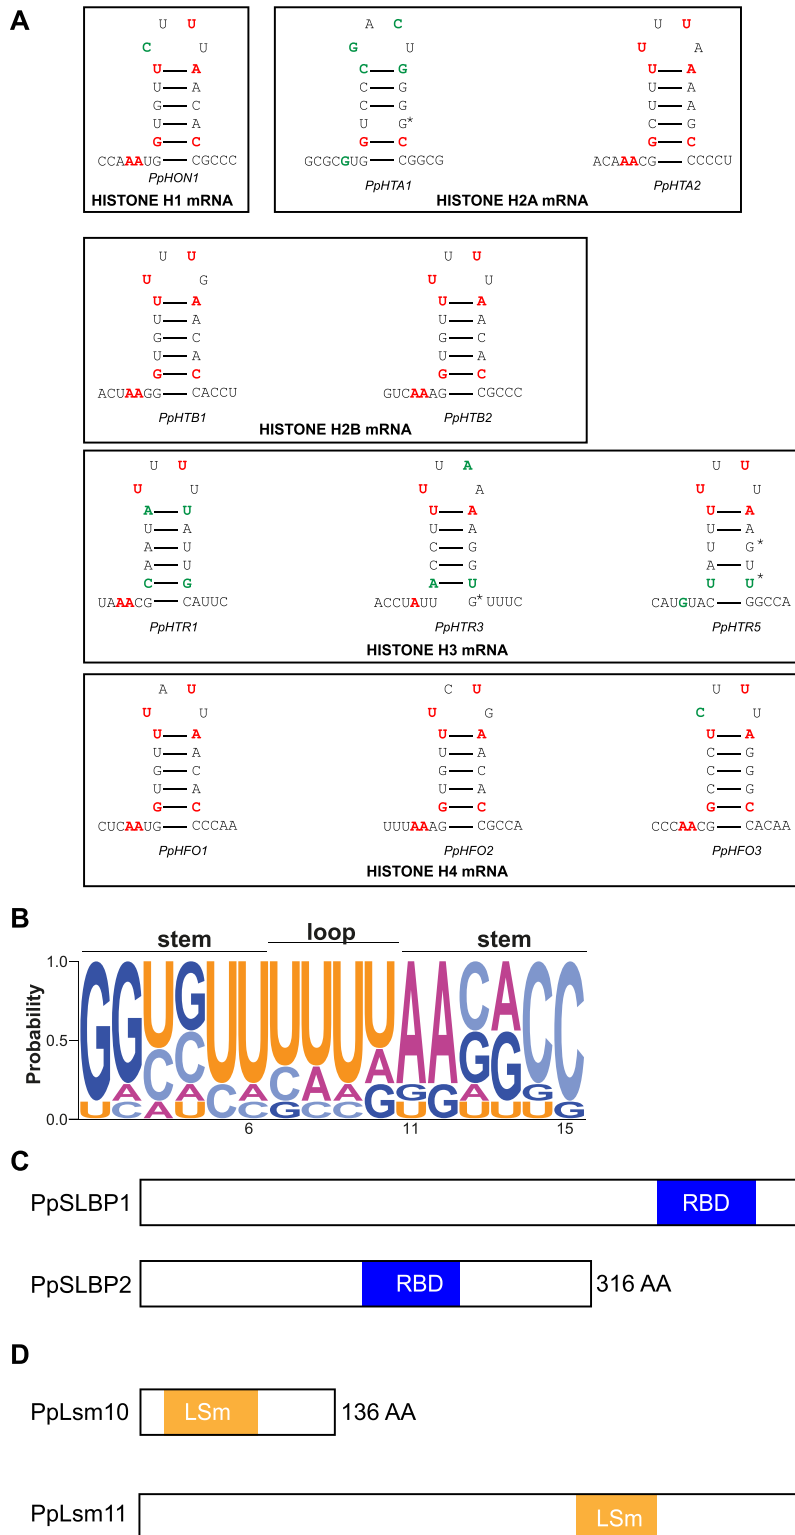 A
U U
C U
U A
U A
G C
U A
G C
CCAAAUG CGCCC
PpHON1
HISTONE H1 mRNA
A C
G U
C G
C G
C G
U G*
G C
GCGCGUG CGGCG
PpHTA1
U U
U A
U A
U A
U A
C G
G C
ACAAACG CCCCU
PpHTA2
HISTONE H2A mRNA
U U
U G
U A
U A
G C
U A
G C
ACUAAGG CACCU
PpHTB1
U U
U U
U A
U A
G C
U A
G C
GUCAAAG CGCCC
PpHTB2
HISTONE H2B mRNA
U U
U U
A U
U A
A U
A U
C G
UAAACG CAUUC
PpHTR1
U A
U A
U A
U A
C G
C G
A U
ACCUAUU G*UUUC
PpHTR3
U U
U U
U A
U A
U G*
A U
U U*
CAUGUAC GGCCA
PpHTR5
HISTONE H3 mRNA
A U
U U
U A
U A
G C
U A
G C
CUCAAUG CCCAA
PpHFO1
C U
U G
U A
U A
G C
U A
G C
UUUAAAG CGCCA
PpHFO2
U U
C U
U A
C G
C G
C G
G C
CCCAACG CACAA
PpHFO3
HISTONE H4 mRNA
B
stem loop stem
Probability
1.0
0.5
0.0
GGUGUUUUUUAACACC
6 11 15
C
PpSLBP1 RBD
PpSLBP2 RBD 316 AA
D
PpLsm10 LSm 136 AA
PpLsm11 LSm